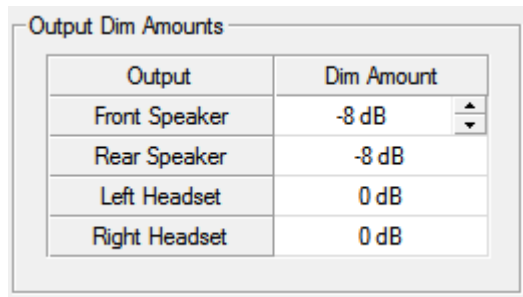 Output Dim Amounts
Output Dim Amount
Front Speaker -8 dB
Rear Speaker -8 dB
Left Headset 0 dB
Right Headset 0 dB